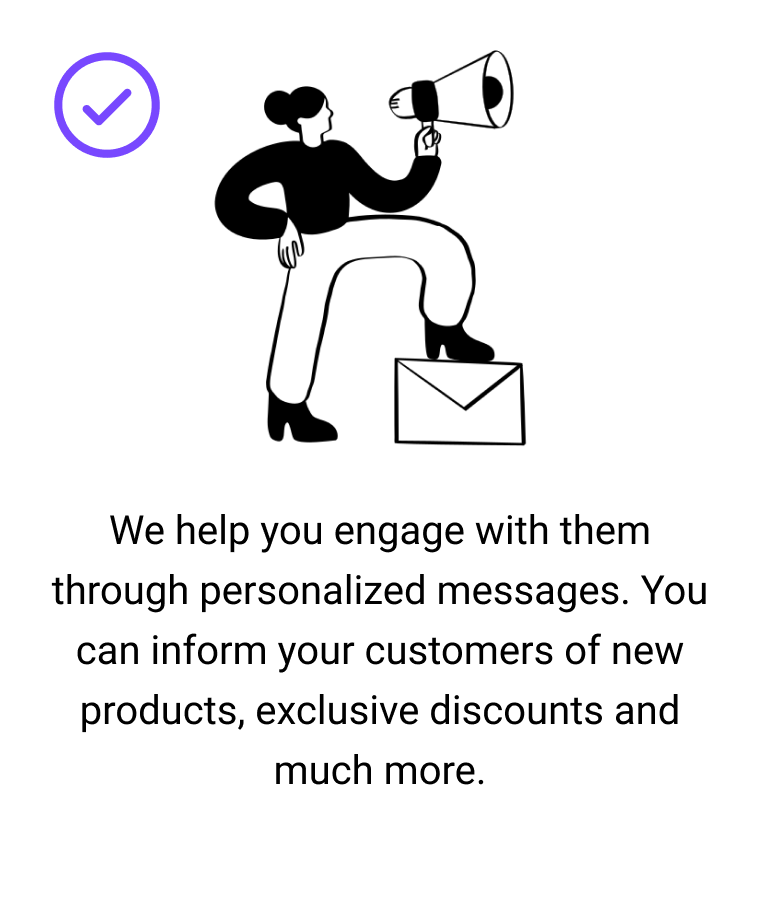 We help you engage with them
through personalized messages. You
can inform your customers of new
products, exclusive discounts and
much more.